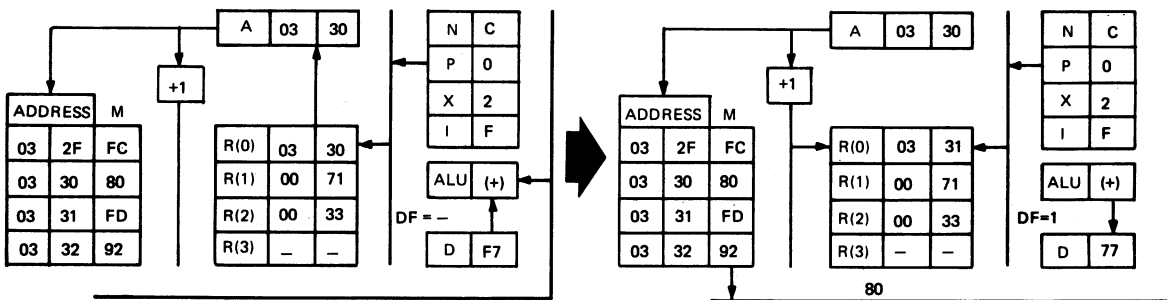 A 03 30
+1
ADDRESS M
03 2F FC
03 30 80
03 31 FD
03 32 92
R(0) 03 30
R(1) 00 71
R(2) 00 33
R(3) – –
N C
P 0
X 2
I F
ALU (+)
DF = –
D F7
A 03 30
+1
ADDRESS M
03 2F FC
03 30 80
03 31 FD
03 32 92
R(0) 03 31
R(1) 00 71
R(2) 00 33
R(3) – –
N C
P 0
X 2
I F
ALU (+)
DF=1
D 77
80